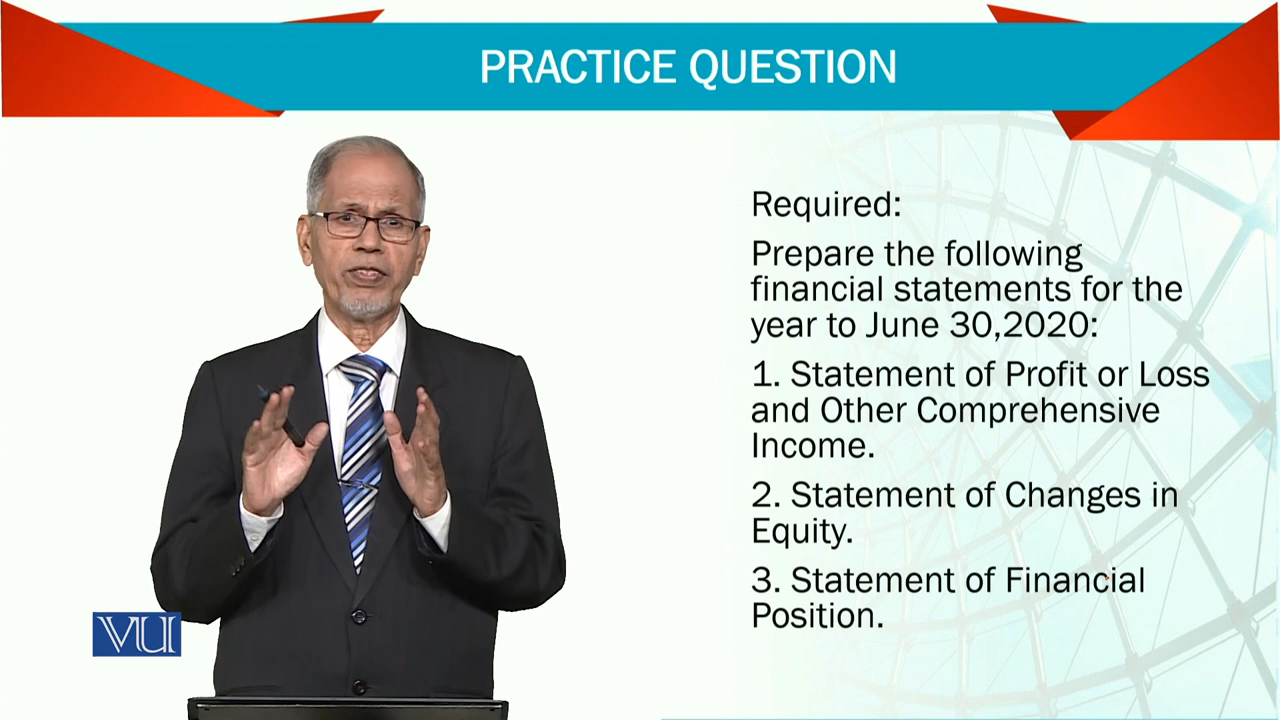 PRACTICE QUESTION
Required:
Prepare the following
financial statements for the
year to June 30,2020:
1. Statement of Profit or Loss
and Other Comprehensive
Income.
2. Statement of Changes in
Equity.
3. Statement of Financial
Position.
VU